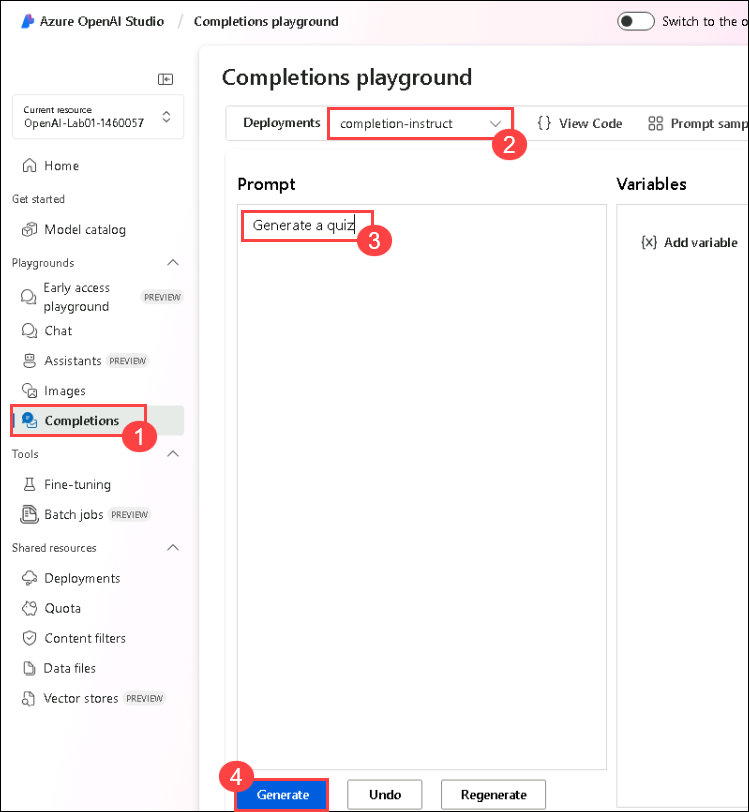 Azure OpenAI Studio / Completions playground
Switch to the o
Completions playground
Current resource
OpenAI-Lab01-1460057
Deployments completion-instruct
2
{} View Code
Prompt samp
Home
Get started
Model catalog
Playgrounds
Early access
playground PREVIEW
Chat
Assistants PREVIEW
Images
Completions
1
Tools
Fine-tuning
Batch jobs PREVIEW
Shared resources
Deployments
Quota
Content filters
Data files
Vector stores PREVIEW
Prompt
Generate a quiz
3
Variables
{x} Add variable
4
Generate
Undo
Regenerate